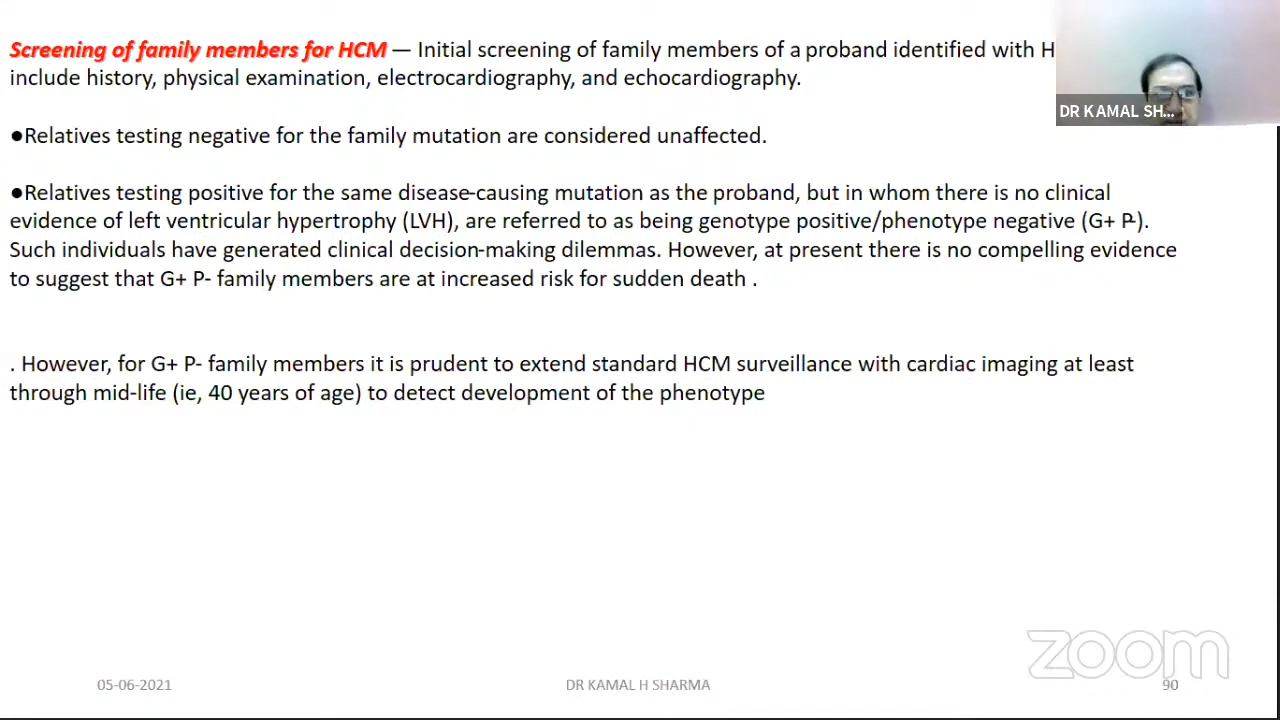 Screening of family members for HCM — Initial screening of family members of a proband identified with H
include history, physical examination, electrocardiography, and echocardiography.
DR KAMAL SH...
●Relatives testing negative for the family mutation are considered unaffected.
●Relatives testing positive for the same disease-causing mutation as the proband, but in whom there is no clinical
evidence of left ventricular hypertrophy (LVH), are referred to as being genotype positive/phenotype negative (G+ P-).
Such individuals have generated clinical decision-making dilemmas. However, at present there is no compelling evidence
to suggest that G+ P- family members are at increased risk for sudden death .
. However, for G+ P- family members it is prudent to extend standard HCM surveillance with cardiac imaging at least
through mid-life (ie, 40 years of age) to detect development of the phenotype
zoom
05-06-2021 DR KAMAL H SHARMA 90